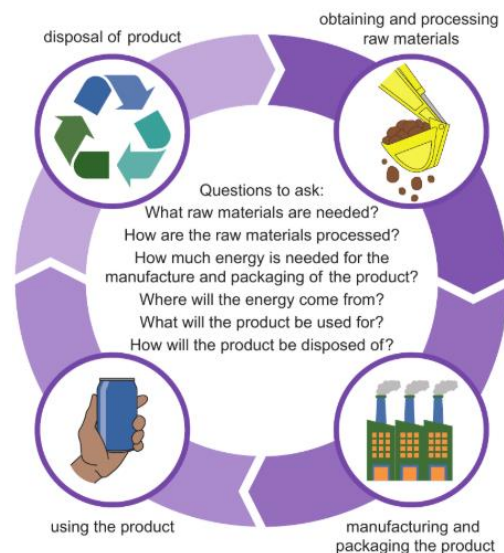 disposal of product
obtaining and processing
raw materials
Questions to ask:
What raw materials are needed?
How are the raw materials processed?
How much energy is needed for the
manufacture and packaging of the product?
Where will the energy come from?
What will the product be used for?
How will the product be disposed of?
using the product
manufacturing and
packaging the product